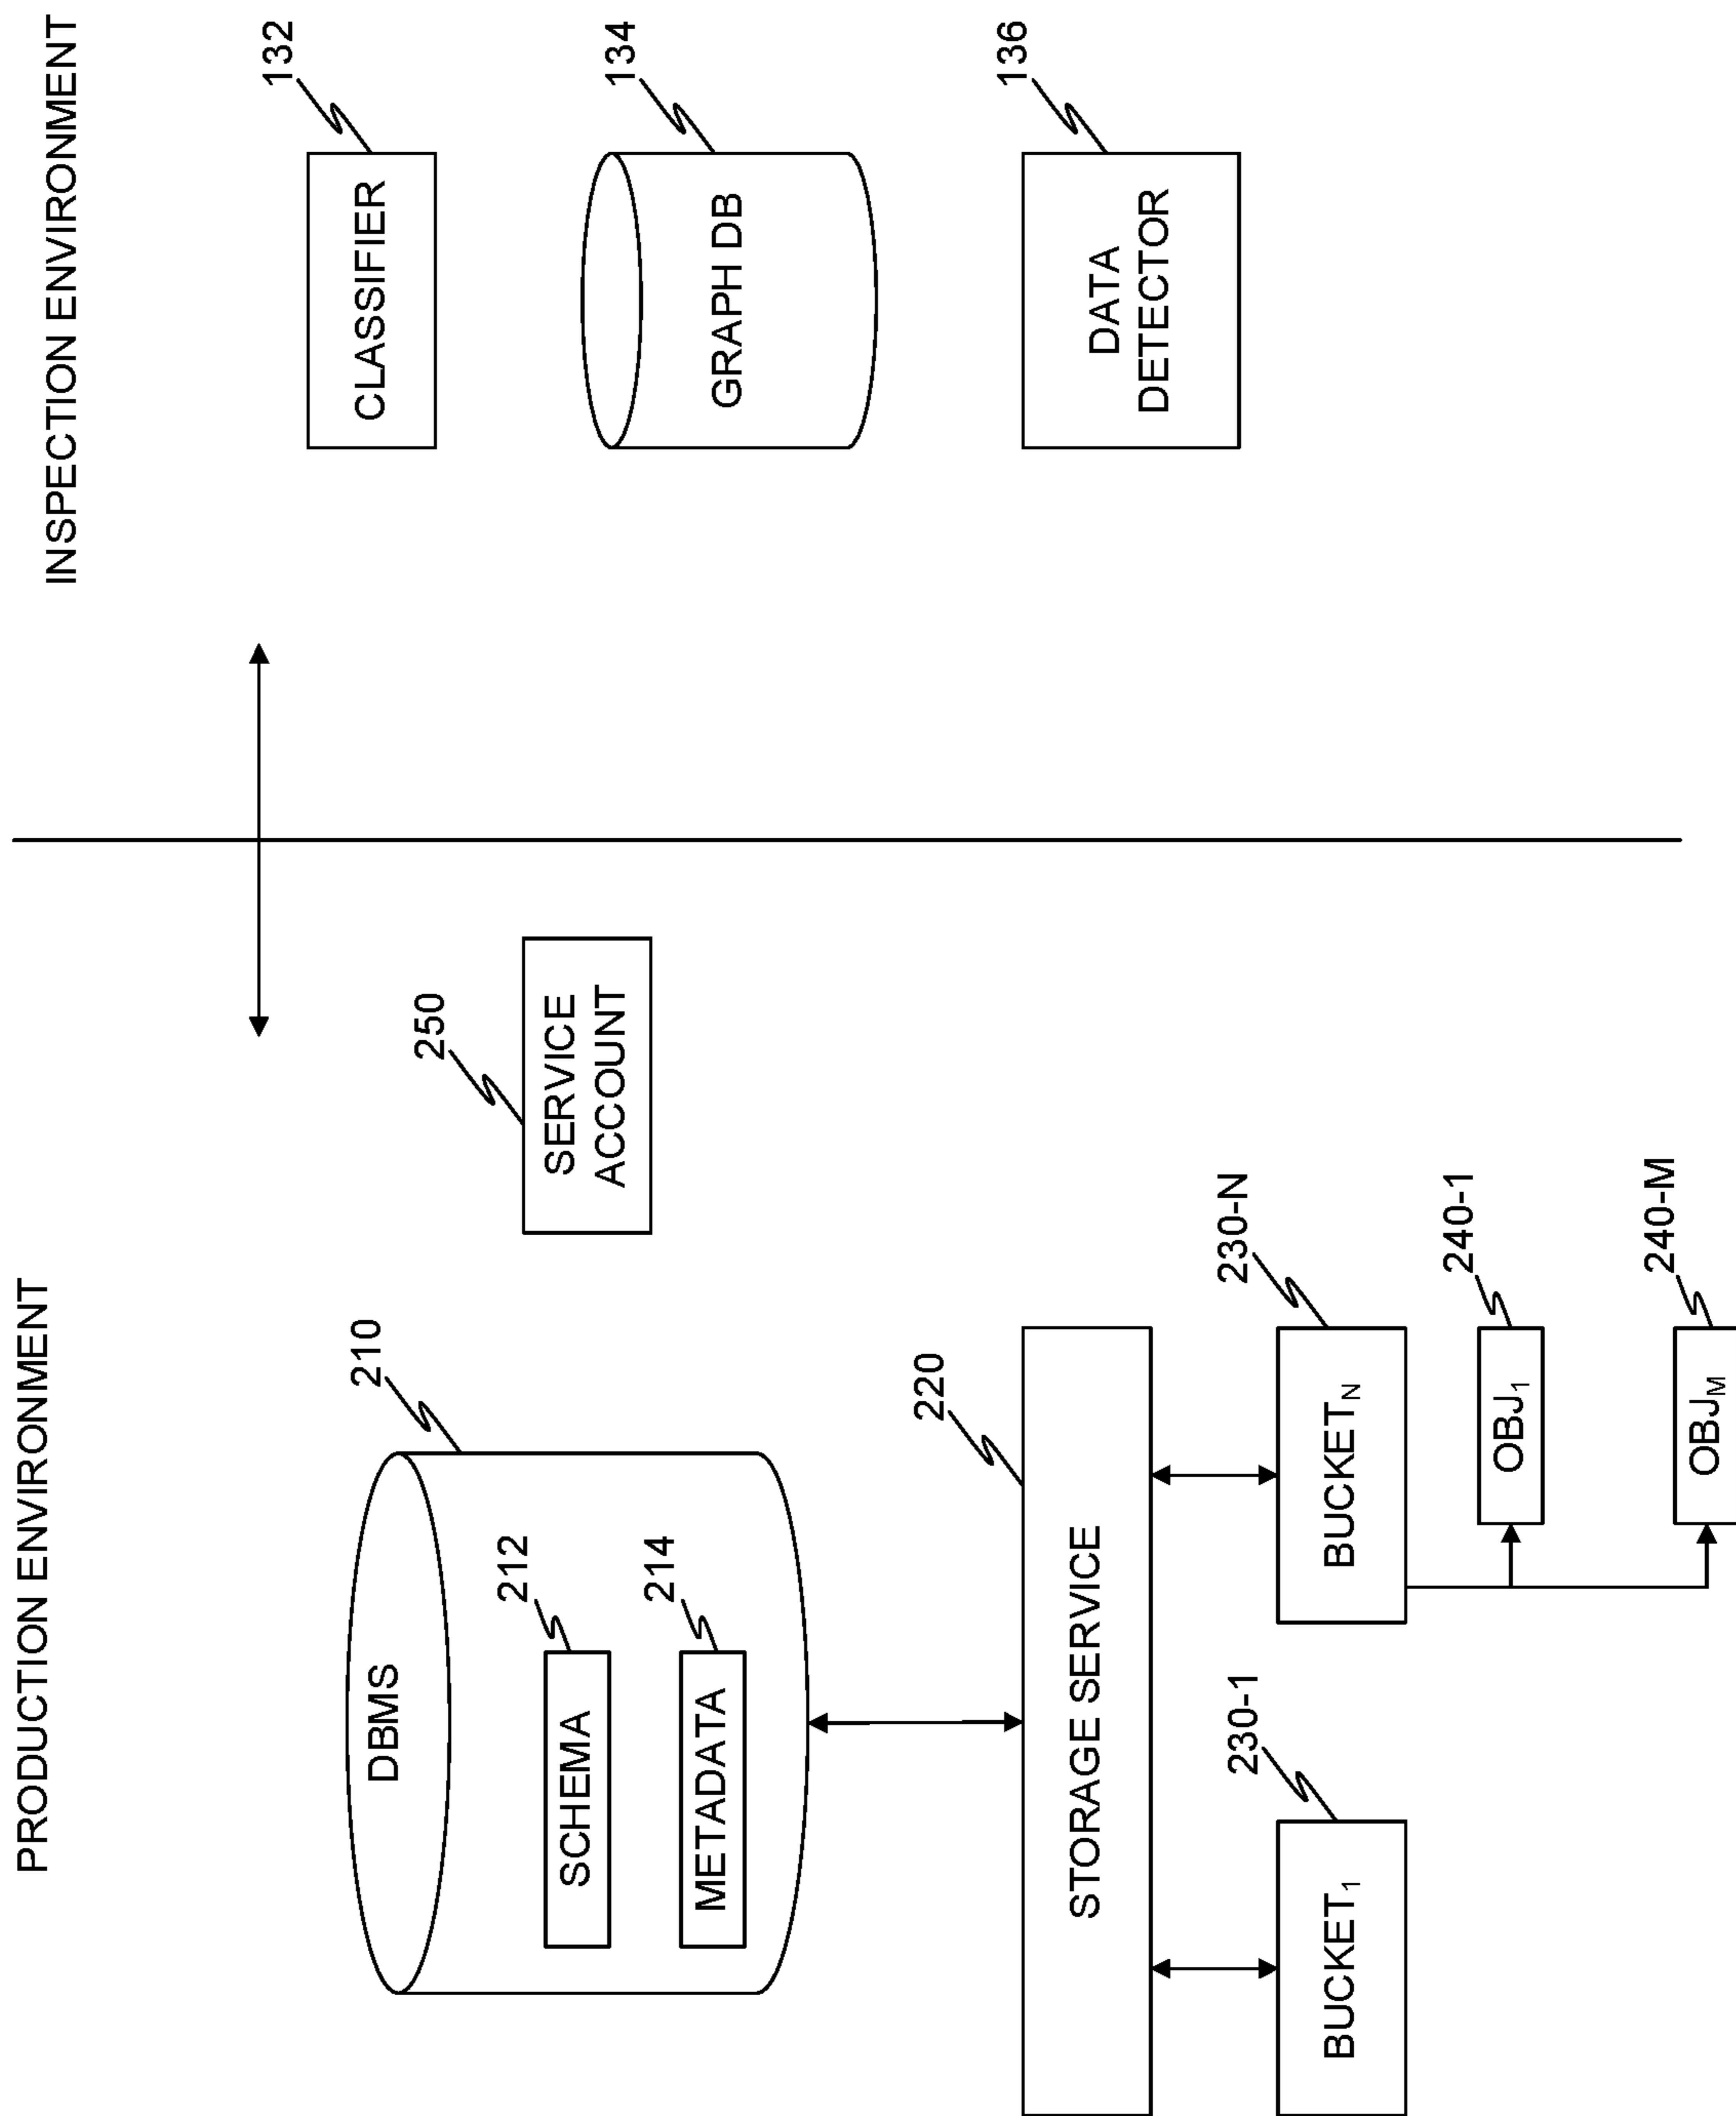 PRODUCTION ENVIRONMENT
INSPECTION ENVIRONMENT
210
DBMS
212
SCHEMA
214
METADATA
250
SERVICE
ACCOUNT
132
CLASSIFIER
134
GRAPH DB
136
DATA
DETECTOR
220
STORAGE SERVICE
230-1
BUCKET₁
230-N
BUCKETN
240-1
OBJ₁
240-M
OBJM